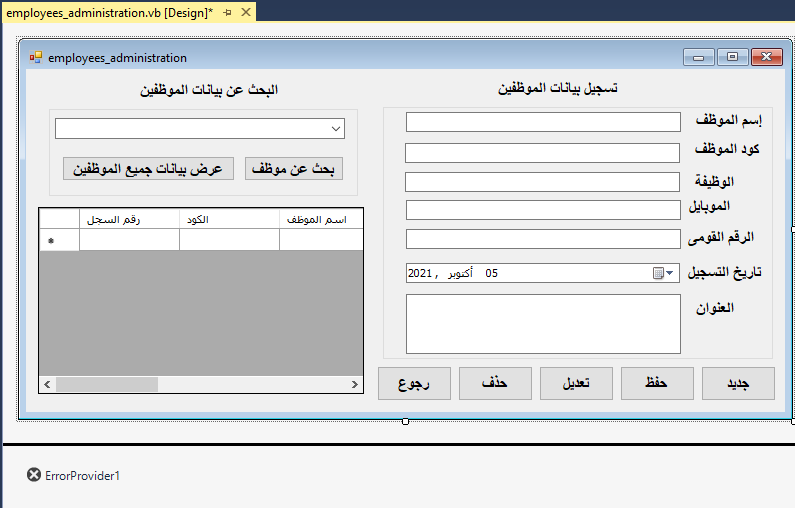 employees_administration.vb [Design]*
employees_administration
تسجيل بيانات الموظفين
إسم الموظف
كود الموظف
الوظيفة
الموبايل
الرقم القومى
تاريخ التسجيل
05 أكتوبر , 2021
العنوان
جديد
حفظ
تعديل
حذف
رجوع
البحث عن بيانات الموظفين
بحث عن موظف
عرض بيانات جميع الموظفين
رقم السجل الكود اسم الموظف
ErrorProvider1